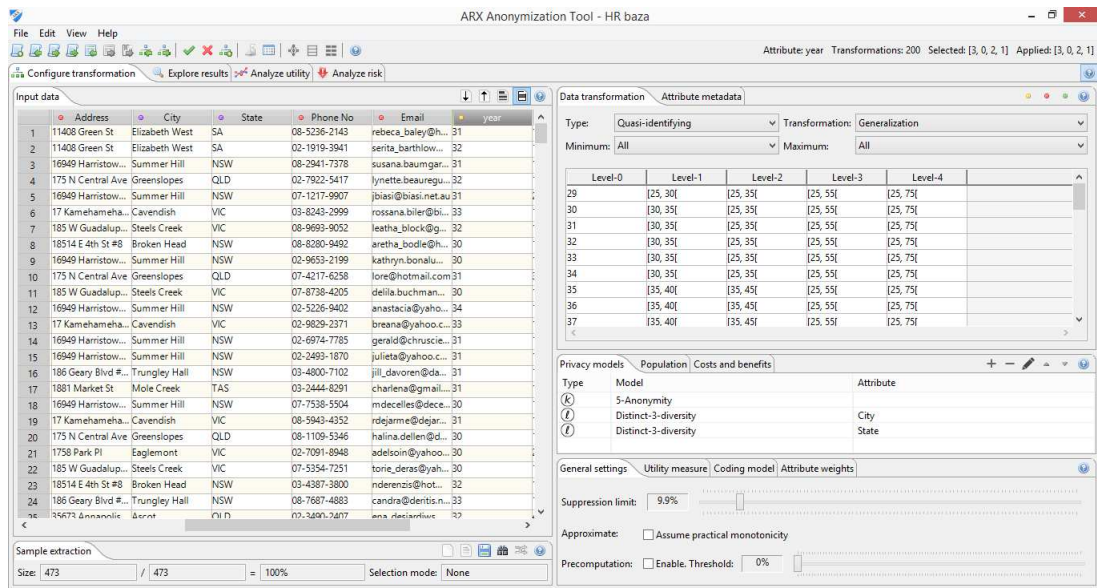 ARX Anonymization Tool - HR baza
File Edit View Help
Attribute: year Transformations: 200 Selected: [3, 0, 2, 1] Applied: [3, 0, 2, 1]
Configure transformation Explore results Analyze utility Analyze risk
Input data
Address City State Phone No Email year
1 11408 Green St Elizabeth West SA 08-5236-2143 rebeca_baley@h... 31
2 11408 Green St Elizabeth West SA 02-1919-3941 serita_barthlow... 32
3 16949 Harristow... Summer Hill NSW 08-2941-7378 susana.baumgar... 31
4 175 N Central Ave Greenslopes QLD 02-7922-5417 lynette.beauregu... 32
5 16949 Harristow... Summer Hill NSW 07-1217-9907 jbiasi@biasi.net.au 31
6 17 Kamehameha... Cavendish VIC 03-8243-2999 rossana.biler@bi... 33
7 185 W Guadalup... Steels Creek VIC 08-9693-9052 leatha_block@g... 32
8 18514 E 4th St #8 Broken Head NSW 08-8280-9492 aretha_bodle@h... 30
9 16949 Harristow... Summer Hill NSW 02-9653-2199 kathryn.bonalu... 30
10 175 N Central Ave Greenslopes QLD 07-4217-6258 lore@hotmail.com 31
11 185 W Guadalup... Steels Creek VIC 07-8738-4205 delila.buchman... 30
12 16949 Harristow... Summer Hill NSW 02-5226-9402 anastacia@yaho... 34
13 17 Kamehameha... Cavendish VIC 02-9829-2371 breana@yahoo.c... 33
14 16949 Harristow... Summer Hill NSW 02-6974-7785 gerald@chruscie... 31
15 16949 Harristow... Summer Hill NSW 02-2493-1870 julieta@yahoo.c... 31
16 186 Geary Blvd #... Trungley Hall NSW 03-4800-7102 jill_davoren@da... 31
17 1881 Market St Mole Creek TAS 03-2444-8291 charlena@gmail.... 31
18 16949 Harristow... Summer Hill NSW 07-7538-5504 mdecelles@dece... 30
19 17 Kamehameha... Cavendish VIC 08-5943-4352 rdejarme@dejar... 31
20 175 N Central Ave Greenslopes QLD 08-1109-5346 halina.dellen@d... 30
21 1758 Park Pl Eaglemont VIC 02-7091-8948 adelsoin@yahoo... 30
22 185 W Guadalup... Steels Creek VIC 07-5354-7251 torie_deras@yah... 30
23 18514 E 4th St #8 Broken Head NSW 03-4387-3800 nderenzis@hot... 32
24 186 Geary Blvd #... Trungley Hall NSW 08-7687-4883 candra@deritis.n... 33
25 35673 Annapolis Ascot QLD 02-3490-2407 ena_desjardiws 32
Sample extraction
Size: 473 / 473 = 100% Selection mode: None
Data transformation Attribute metadata
Type: Quasi-identifying Transformation: Generalization
Minimum: All Maximum: All
Level-0 Level-1 Level-2 Level-3 Level-4
29 [25, 30[ [25, 35[ [25, 55[ [25, 75[
30 [30, 35[ [25, 35[ [25, 55[ [25, 75[
31 [30, 35[ [25, 35[ [25, 55[ [25, 75[
32 [30, 35[ [25, 35[ [25, 55[ [25, 75[
33 [30, 35[ [25, 35[ [25, 55[ [25, 75[
34 [30, 35[ [25, 35[ [25, 55[ [25, 75[
35 [35, 40[ [35, 45[ [25, 55[ [25, 75[
36 [35, 40[ [35, 45[ [25, 55[ [25, 75[
37 [35, 40[ [35, 45[ [25, 55[ [25, 75[
Privacy models Population Costs and benefits
Type Model Attribute
k 5-Anonymity
ℓ Distinct-3-diversity City
ℓ Distinct-3-diversity State
General settings Utility measure Coding model Attribute weights
Suppression limit: 9.9%
Approximate: Assume practical monotonicity
Precomputation: Enable. Threshold: 0%